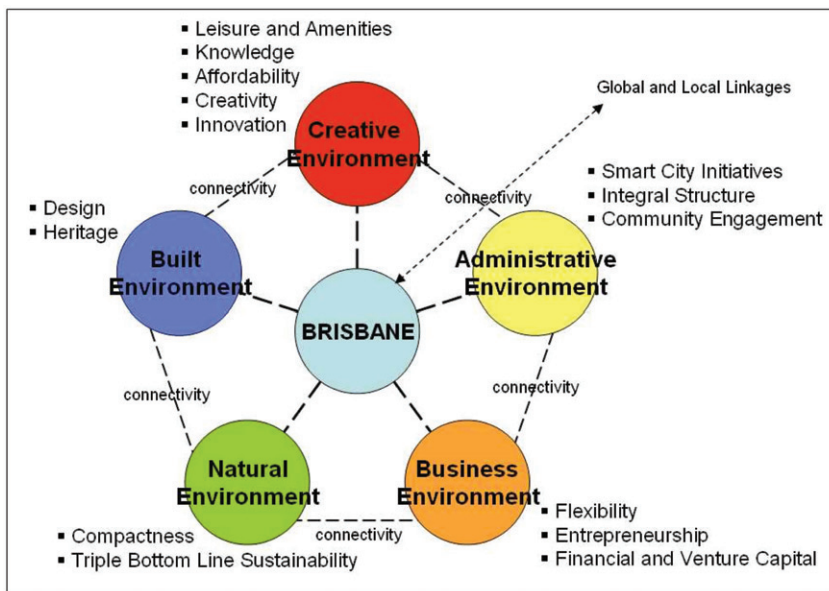 ▪ Leisure and Amenities
▪ Knowledge
▪ Affordability
▪ Creativity
▪ Innovation
Creative
Environment
Global and Local Linkages
connectivity
connectivity
▪ Smart City Initiatives
▪ Integral Structure
▪ Community Engagement
▪ Design
▪ Heritage
Built
Environment
Administrative
Environment
BRISBANE
connectivity
connectivity
Natural
Environment
Business
Environment
▪ Compactness
▪ Triple Bottom Line Sustainability
connectivity
▪ Flexibility
▪ Entrepreneurship
▪ Financial and Venture Capital